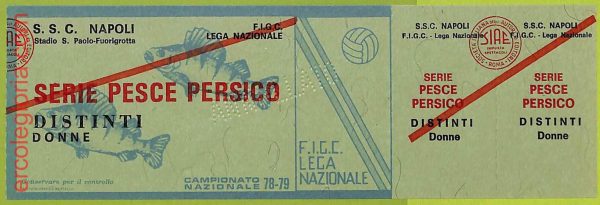 S.S.C. NAPOLI
Stadio S. Paolo-Fuorigrotta
F.I.G.C.
LEGA NAZIONALE
SERIE PESCE PERSICO
DISTINTI
DONNE
Conservare per il controllo
CAMPIONATO
NAZIONALE 78-79
F.I.G.C.
LEGA
NAZIONALE
S.S.C. NAPOLI
F.I.G.C. - Lega Nazionale
SERIE
PESCE
PERSICO
DISTINTI
Donne
S.S.C. NAPOLI
F.I.G.C. - Lega Nazionale
SERIE
PESCE
PERSICO
DISTINTI
Donne
SIAE